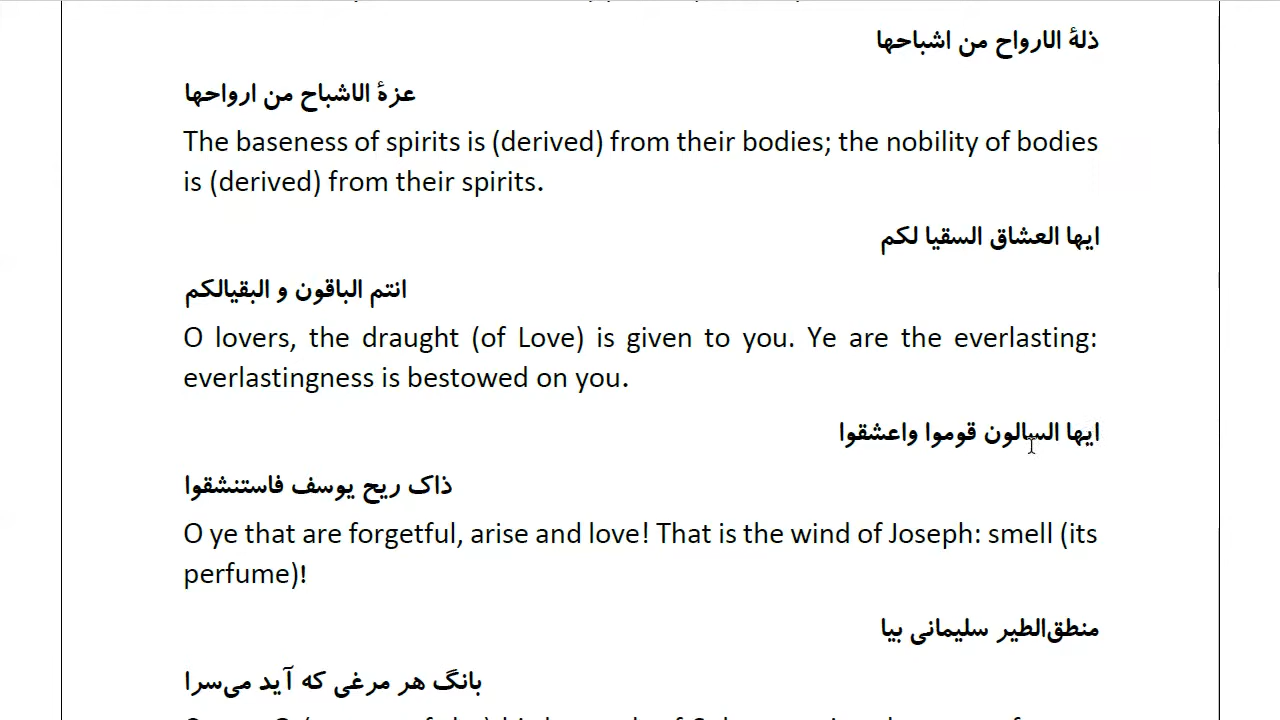 ذلهٔ الارواح من اشباحها
عزهٔ الاشباح من ارواحها
The baseness of spirits is (derived) from their bodies; the nobility of bodies
is (derived) from their spirits.
ایها العشاق السقیا لکم
انتم الباقون و البقیالکم
O lovers, the draught (of Love) is given to you. Ye are the everlasting:
everlastingness is bestowed on you.
ایها السالون قوموا واعشقوا
ذاک ریح یوسف فاستنشقوا
O ye that are forgetful, arise and love! That is the wind of Joseph: smell (its
perfume)!
منطق‌الطیر سلیمانی بیا
بانگ هر مرغی که آید می‌سرا